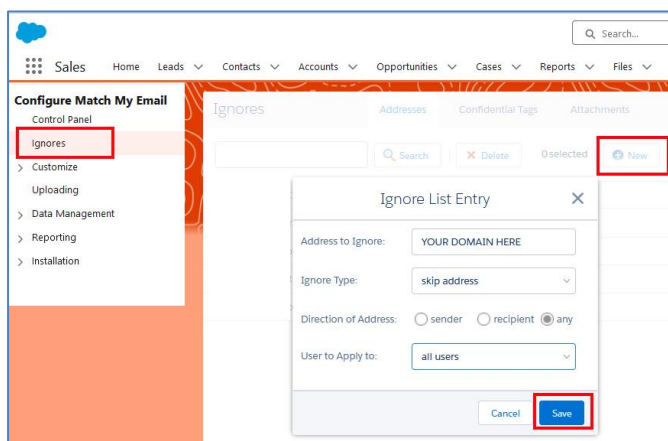 Search...
Sales Home Leads Contacts Accounts Opportunities Cases Reports Files
Configure Match My Email
Control Panel
Ignores
Customize
Uploading
Data Management
Reporting
Installation
Ignores Addresses Confidential Tags Attachments
Search Delete 0 selected New
Ignore List Entry
Address to Ignore: YOUR DOMAIN HERE
Ignore Type: skip address
Direction of Address: sender recipient any
User to Apply to: all users
Cancel Save